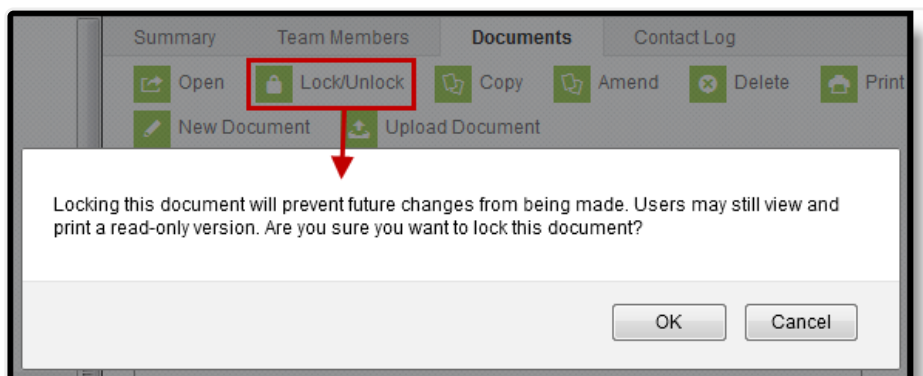 Summary Team Members Documents Contact Log
Open Lock/Unlock Copy Amend Delete Print
New Document Upload Document
Locking this document will prevent future changes from being made. Users may still view and
print a read-only version. Are you sure you want to lock this document?
OK Cancel